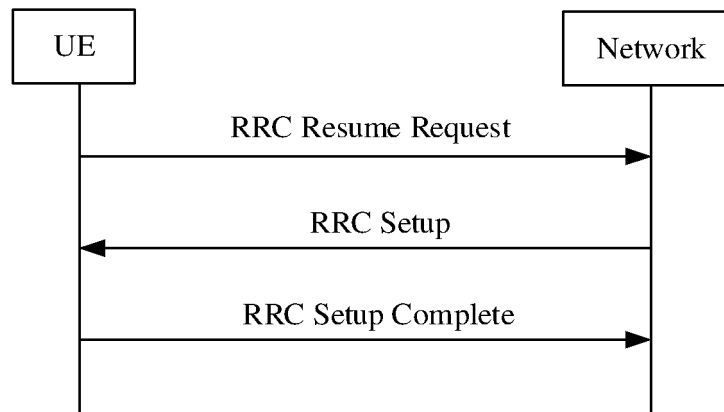 UE
Network
RRC Resume Request
RRC Setup
RRC Setup Complete